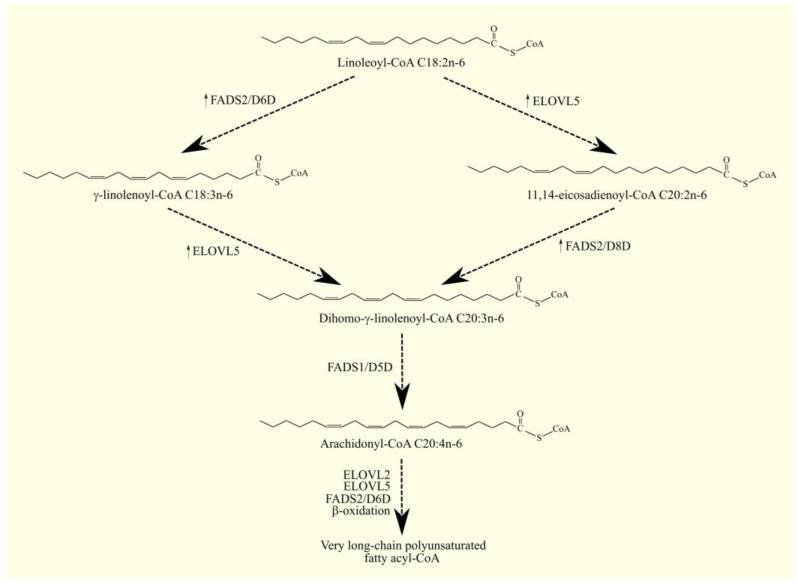 O
C
S
CoA
Linoleoyl-CoA C18:2n-6
↑FADS2/D6D
↑ELOVL5
O
C
S
CoA
γ-linolenoyl-CoA C18:3n-6
O
C
S
CoA
11,14-eicosadienoyl-CoA C20:2n-6
↑ELOVL5
↑FADS2/D8D
O
C
S
CoA
Dihomo-γ-linolenoyl-CoA C20:3n-6
FADS1/D5D
O
C
S
CoA
Arachidonyl-CoA C20:4n-6
ELOVL2
ELOVL5
FADS2/D6D
β-oxidation
Very long-chain polyunsaturated
fatty acyl-CoA